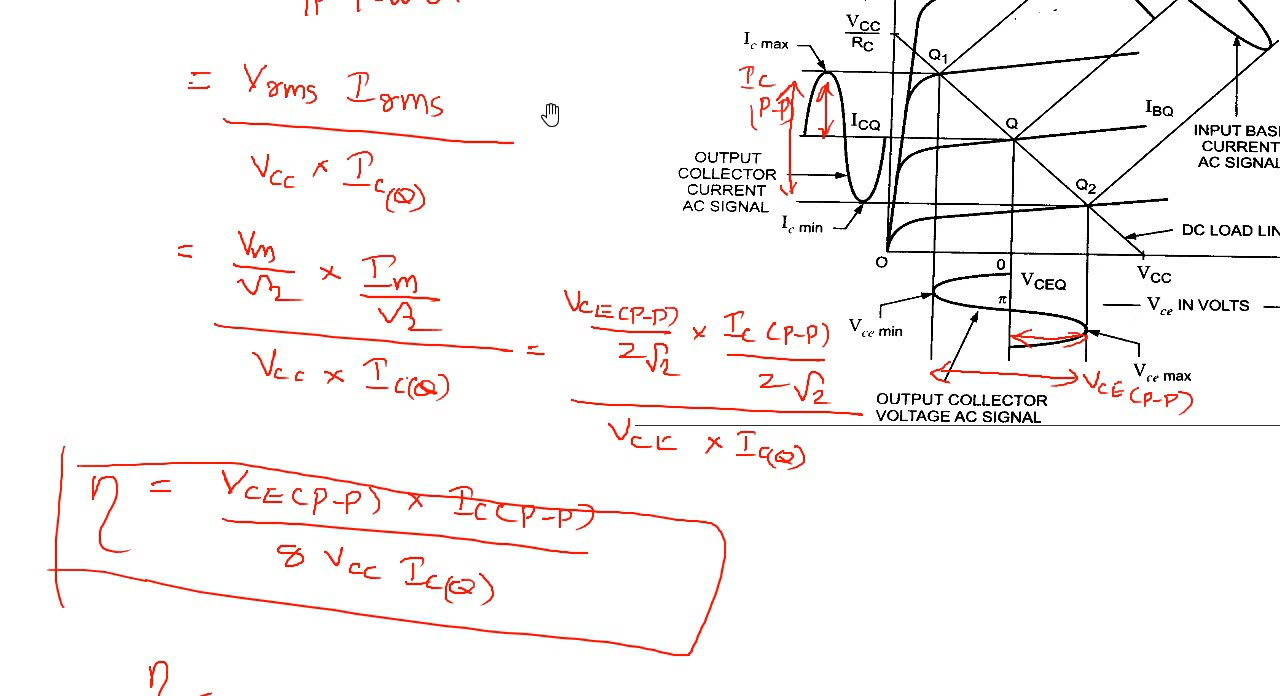 = Vrms Irms
VCC × IC(Q)
= Vm/√2 × Im/√2
VCC × IC(Q)
= VCE(P-P)/2√2 × IC(P-P)/2√2
VCC × IC(Q)
η = VCE(P-P) × IC(P-P)
8 VCC IC(Q)
η =
VCC
RC
Ic max
IC
(P-P)
Q1
ICQ
Q
IBQ
INPUT BAS
CURRENT
AC SIGNAL
OUTPUT
COLLECTOR
CURRENT
AC SIGNAL
Q2
Ic min
DC LOAD LIN
O
0
VCEQ
VCC
π
Vce IN VOLTS
Vce min
Vce max
VCE(P-P)
OUTPUT COLLECTOR
VOLTAGE AC SIGNAL